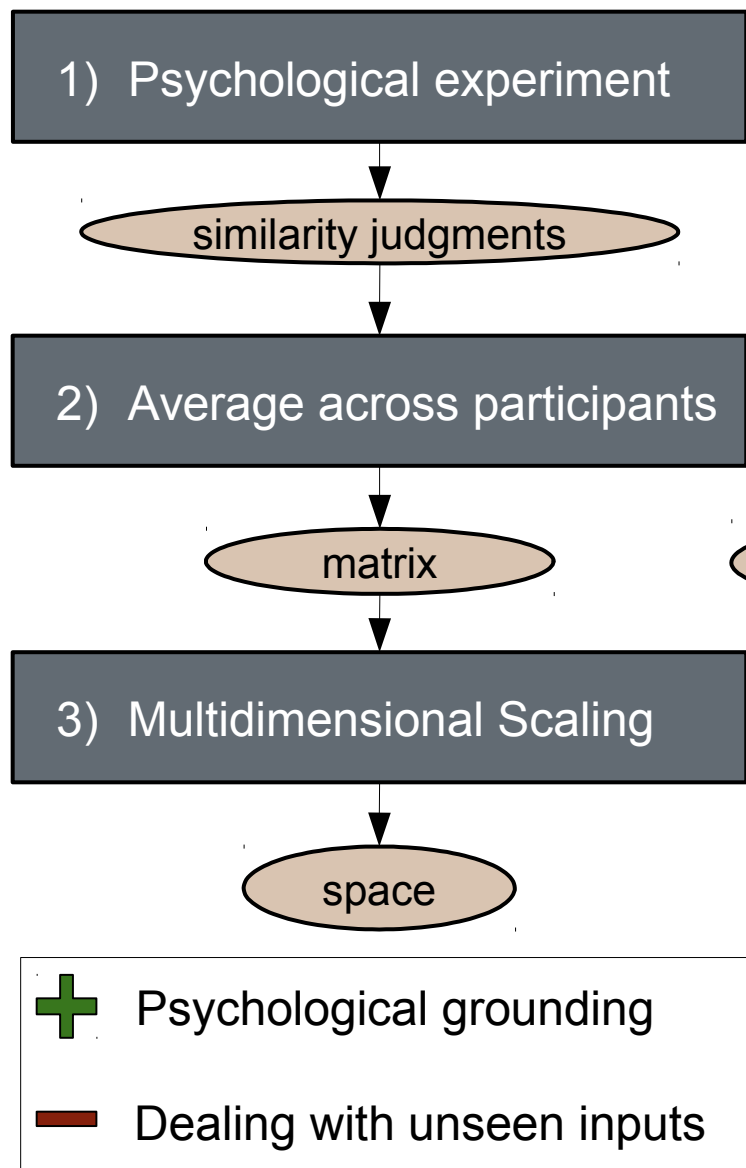 1) Psychological experiment
similarity judgments
2) Average across participants
matrix
3) Multidimensional Scaling
space
Psychological grounding
Dealing with unseen inputs